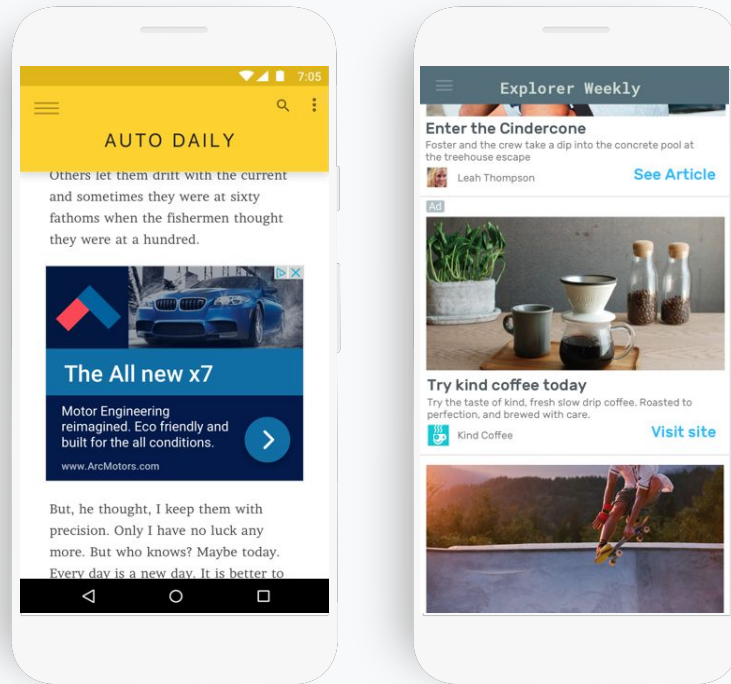 7:05
AUTO DAILY
Others let them drift with the current
and sometimes they were at sixty
fathoms when the fishermen thought
they were at a hundred.
The All new x7
Motor Engineering
reimagined. Eco friendly and
built for the all conditions.
www.ArcMotors.com
But, he thought, I keep them with
precision. Only I have no luck any
more. But who knows? Maybe today.
Every day is a new day. It is better to
Explorer Weekly
Enter the Cindercone
Foster and the crew take a dip into the concrete pool at
the treehouse escape
Leah Thompson
See Article
Ad
Try kind coffee today
Try the taste of kind, fresh slow drip coffee. Roasted to
perfection, and brewed with care.
Kind Coffee
Visit site